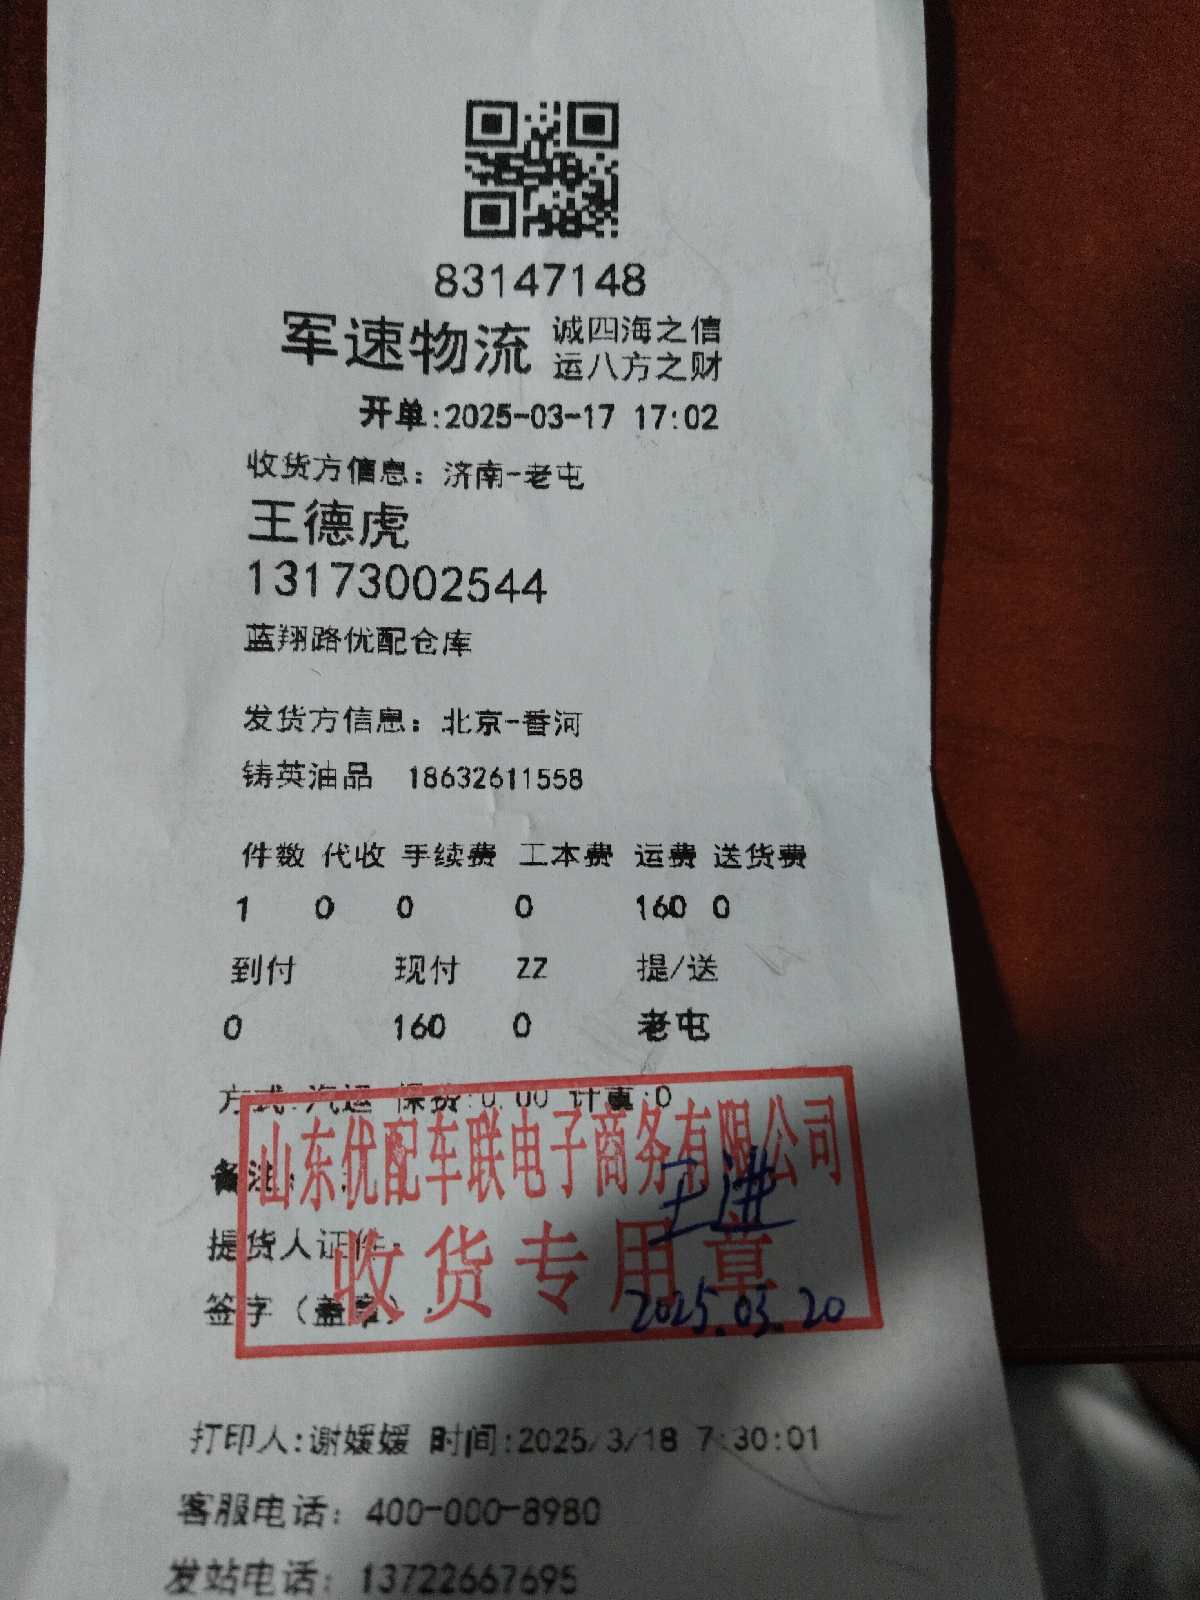 83147148
军速物流 诚四海之信
运八方之财
开单:2025-03-17 17:02
收货方信息：济南-老屯
王德虎
13173002544
蓝翔路优配仓库
发货方信息：北京-香河
铸英油品 18632611558
件数 代收 手续费 工本费 运费 送货费
1 0 0 0 160 0
到付 现付 ZZ 提/送
0 160 0 老屯
方式:汽运 保费:0.00 计重:0
山东优配车联电子商务有限公司
备注:
王进
提货人证件:
收货专用章
签字（盖章）:
2025.03.20
打印人:谢媛媛 时间:2025/3/18 7:30:01
客服电话：400-000-8980
发站电话：13722667695